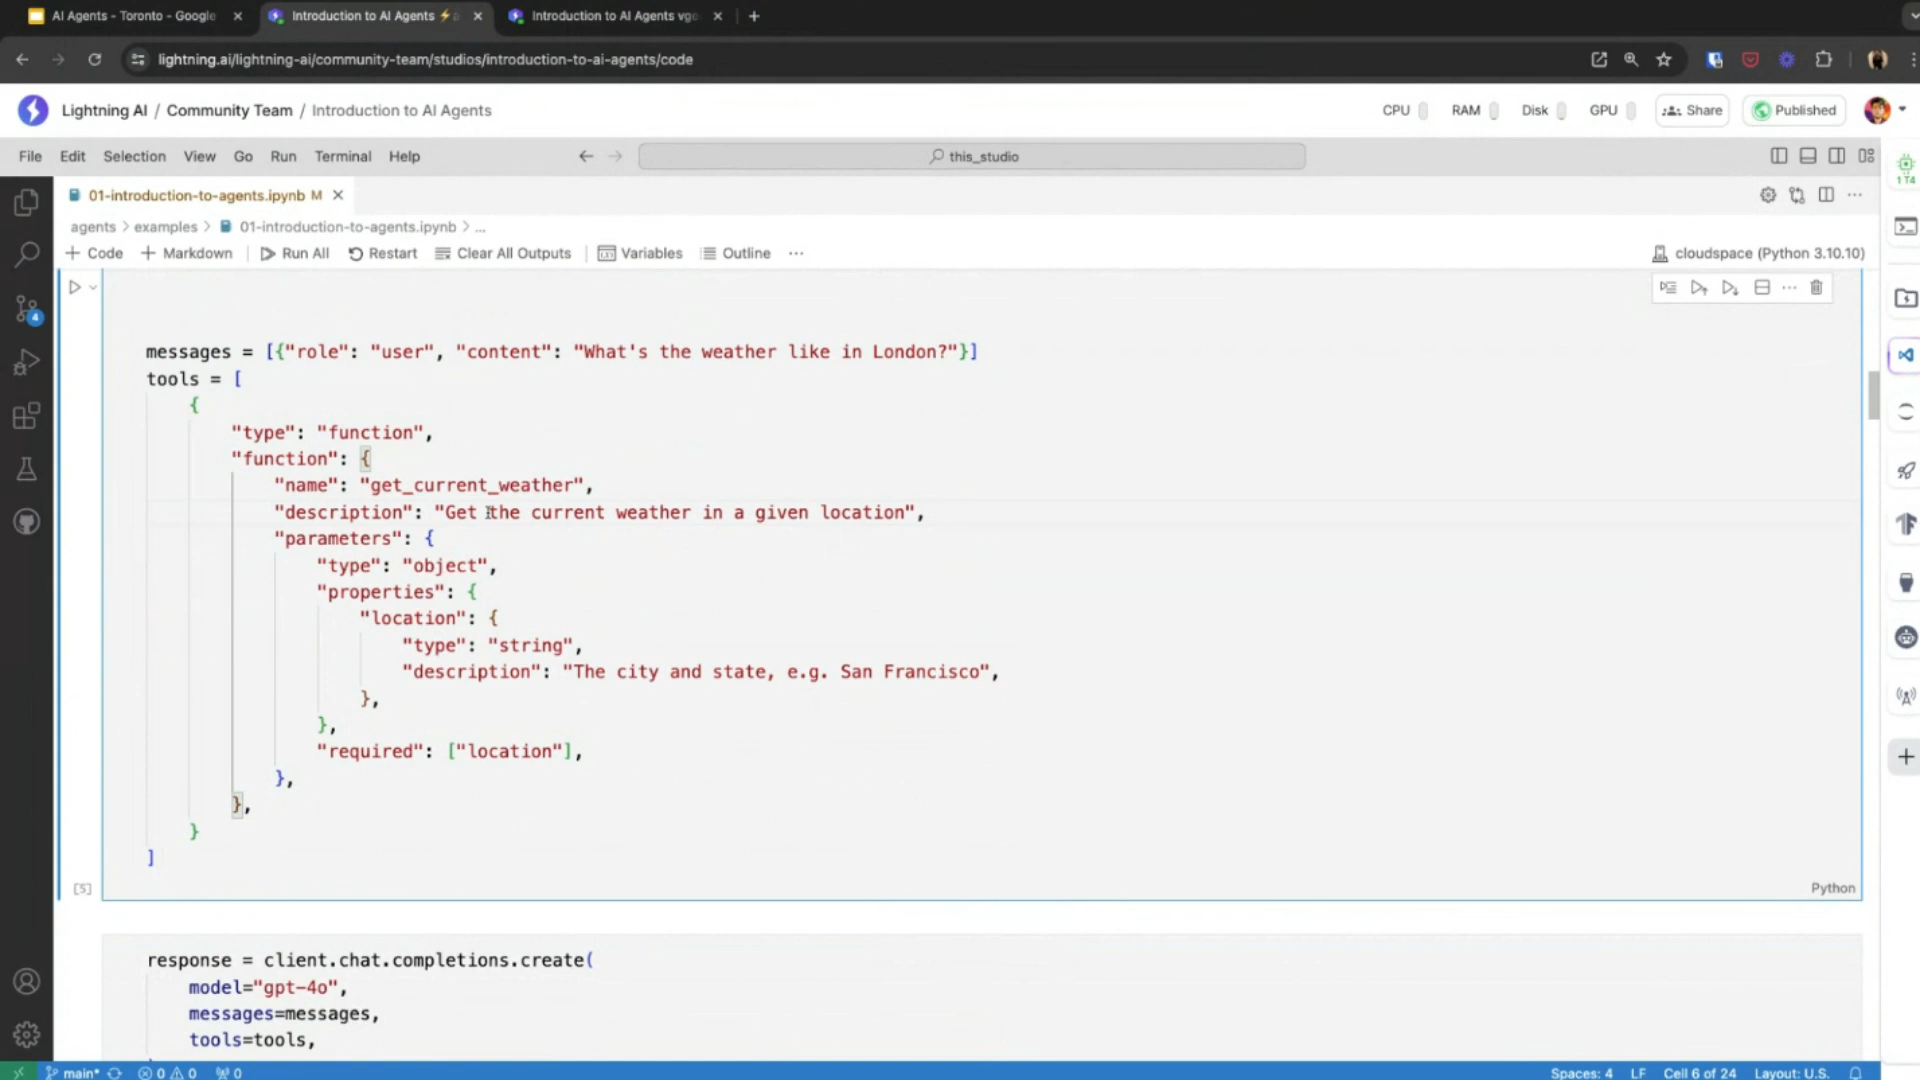 AI Agents - Toronto - Google
Introduction to AI Agents
Introduction to AI Agents
lightning.ai/lightning-ai/community-team/studios/introduction-to-ai-agents/code
Lightning AI / Community Team / Introduction to AI Agents
CPU RAM Disk GPU Share Published
File Edit Selection View Go Run Terminal Help
this_studio
1 T4
01-introduction-to-agents.ipynb M
agents > examples > 01-introduction-to-agents.ipynb > ...
+ Code + Markdown Run All Restart Clear All Outputs Variables Outline ...
cloudspace (Python 3.10.10)
4
messages = [{"role": "user", "content": "What's the weather like in London?"}]
tools = [
{
"type": "function",
"function": {
"name": "get_current_weather",
"description": "Get the current weather in a given location",
"parameters": {
"type": "object",
"properties": {
"location": {
"type": "string",
"description": "The city and state, e.g. San Francisco",
},
},
"required": ["location"],
},
},
}
]
[5]
Python
response = client.chat.completions.create(
model="gpt-4o",
messages=messages,
tools=tools,
main* 0 0 0
Spaces: 4 LF Cell 6 of 24 Layout: U.S.